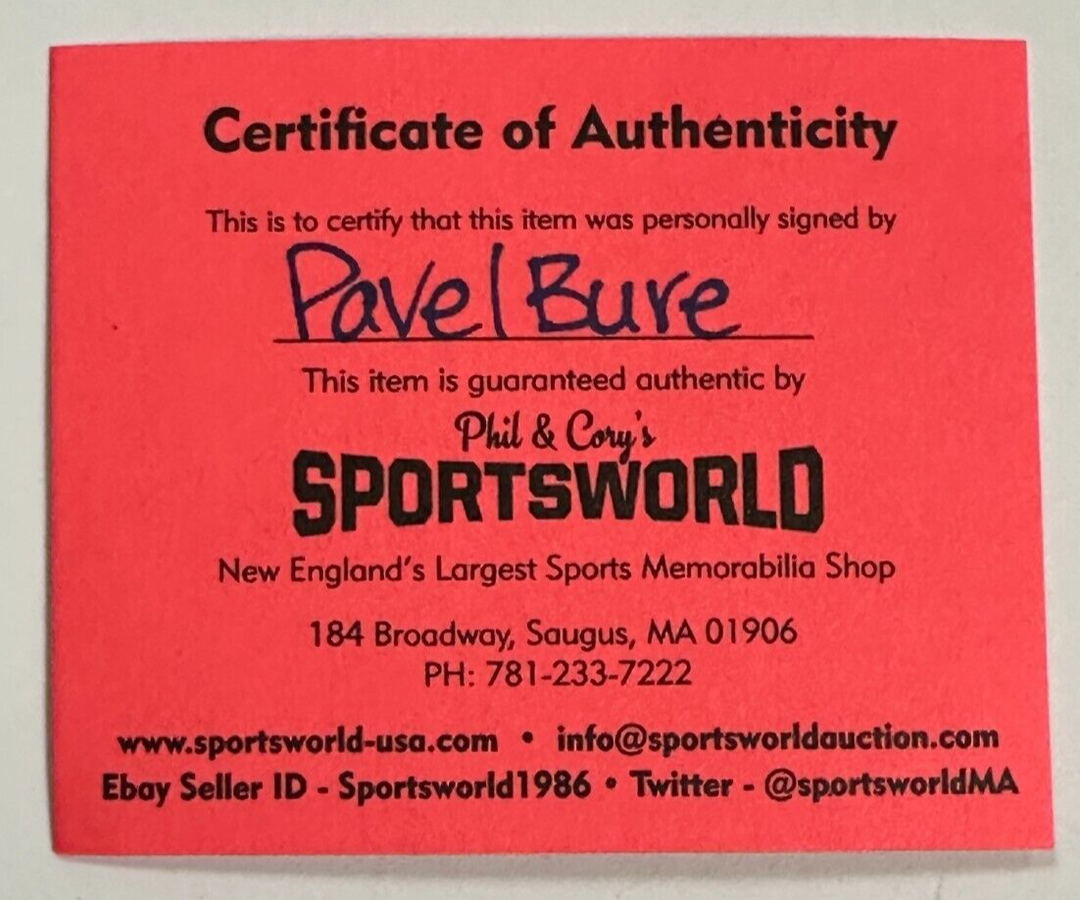 Certificate of Authenticity
This is to certify that this item was personally signed by
Pavel Bure
This item is guaranteed authentic by
Phil & Cory's
SPORTSWORLD
New England's Largest Sports Memorabilia Shop
184 Broadway, Saugus, MA 01906
PH: 781-233-7222
www.sportsworld-usa.com • info@sportsworldauction.com
Ebay Seller ID - Sportsworld1986 • Twitter - @sportsworldMA